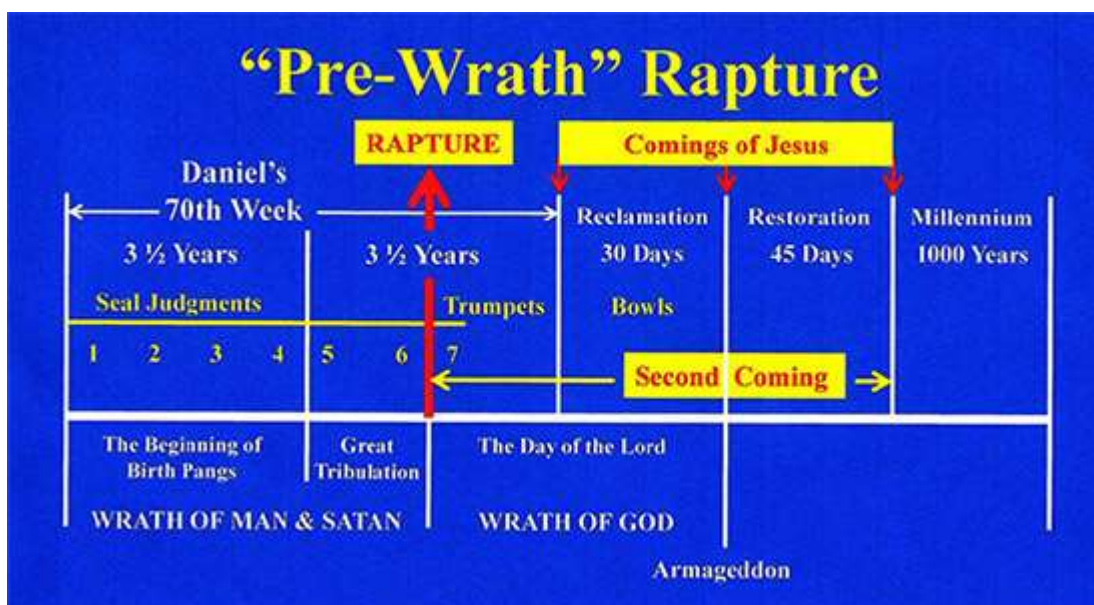 “Pre-Wrath” Rapture
RAPTURE
Comings of Jesus
Daniel’s
70th Week
Reclamation
30 Days
Restoration
45 Days
Millennium
1000 Years
3 ½ Years
3 ½ Years
Seal Judgments
Trumpets
Bowls
1 2 3 4 5 6 7
Second Coming
The Beginning of
Birth Pangs
Great
Tribulation
The Day of the Lord
WRATH OF MAN & SATAN
WRATH OF GOD
Armageddon